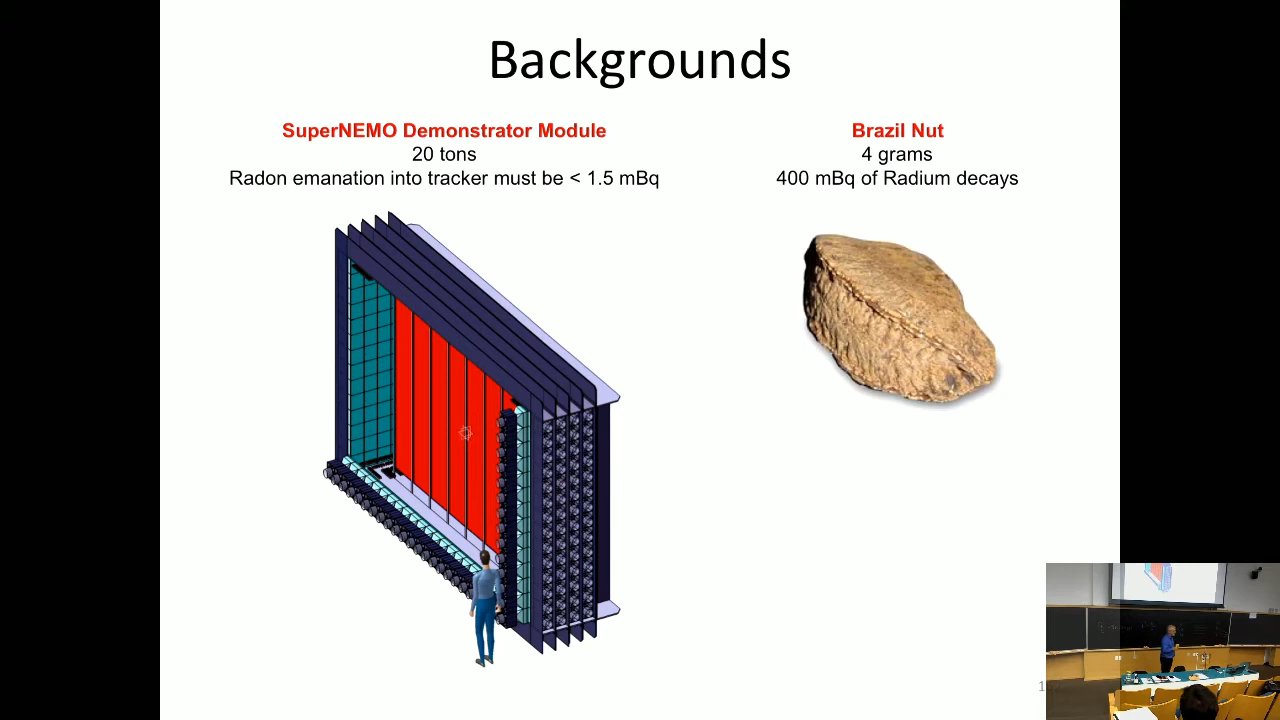 Backgrounds
SuperNEMO Demonstrator Module
20 tons
Radon emanation into tracker must be < 1.5 mBq
Brazil Nut
4 grams
400 mBq of Radium decays